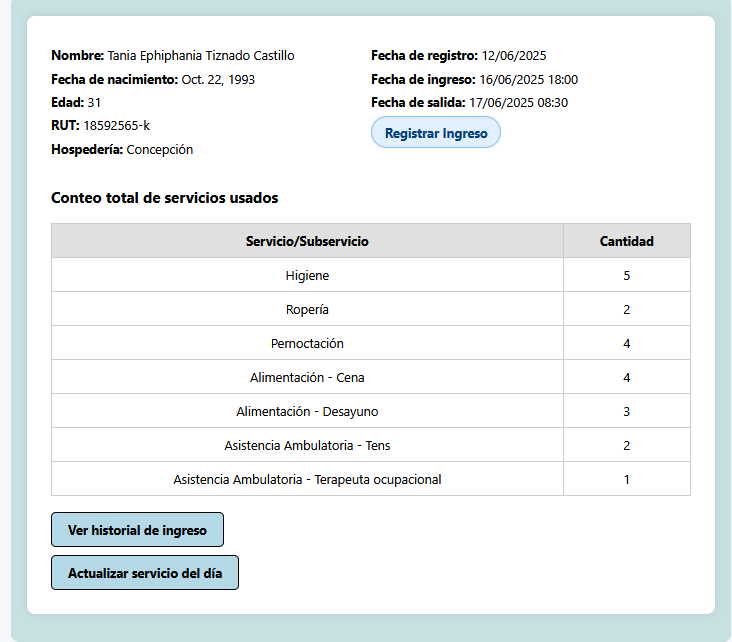 Nombre: Tania Ephiphania Tiznado Castillo
Fecha de nacimiento: Oct. 22, 1993
Edad: 31
RUT: 18592565-k
Hospedería: Concepción
Fecha de registro: 12/06/2025
Fecha de ingreso: 16/06/2025 18:00
Fecha de salida: 17/06/2025 08:30
Registrar Ingreso
Conteo total de servicios usados
Servicio/Subservicio Cantidad
Higiene 5
Ropería 2
Pernoctación 4
Alimentación - Cena 4
Alimentación - Desayuno 3
Asistencia Ambulatoria - Tens 2
Asistencia Ambulatoria - Terapeuta ocupacional 1
Ver historial de ingreso
Actualizar servicio del día